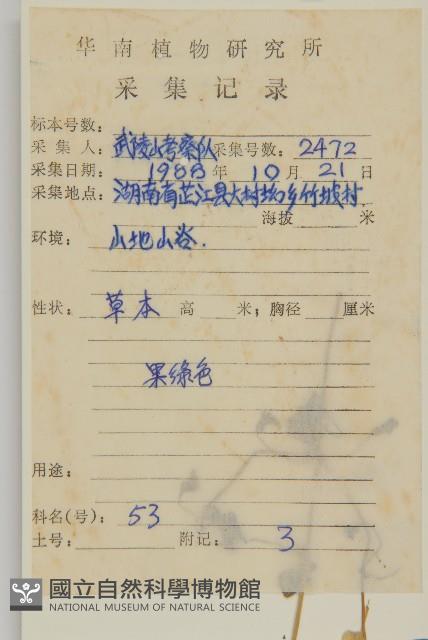 华南植物研究所
采集记录
标本号数:
采集人: 武陵山考察队 采集号数: 2472
采集日期: 1988 年 10 月 21 日
采集地点: 湖南省芷江县大树坳乡竹坡村
海拔 米
环境: 山地山谷.
性状: 草本 高 米; 胸径 厘米
果绿色
用途:
科名(号): 53
土号: 附记: 3
國立自然科學博物館
NATIONAL MUSEUM OF NATURAL SCIENCE